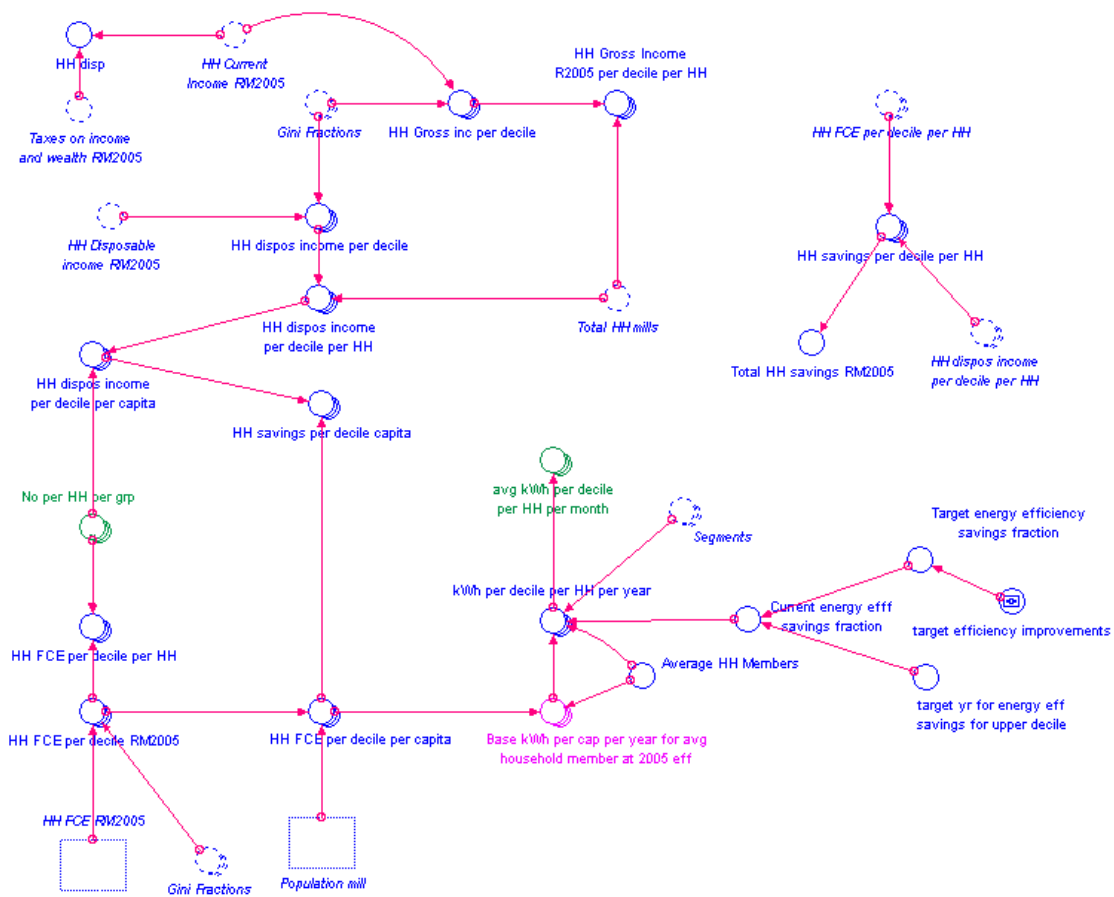 HH disp
HH Current
Income RM2005
HH Gross Income
R2005 per decile per HH
Taxes on income
and wealth RM2005
Gini Fractions
HH Gross inc per decile
HH FCE per decile per HH
HH Disposable
income RM2005
HH dispos income per decile
HH savings per decile per HH
HH dispos income
per decile per HH
Total HH mills
Total HH savings RM2005
HH dispos income
per decile per HH
HH dispos income
per decile per capita
HH savings per decile capita
No per HH per grp
avg kWh per decile
per HH per month
Segments
Target energy efficiency
savings fraction
kWh per decile per HH per year
Current energy efff
savings fraction
target efficiency improvements
HH FCE per decile per HH
Average HH Members
target yr for energy eff
savings for upper decile
HH FCE per decile RM2005
HH FCE per decile per capita
Base kWh per cap per year for avg
household member at 2005 eff
HH FCE RM2005
Gini Fractions
Population mill